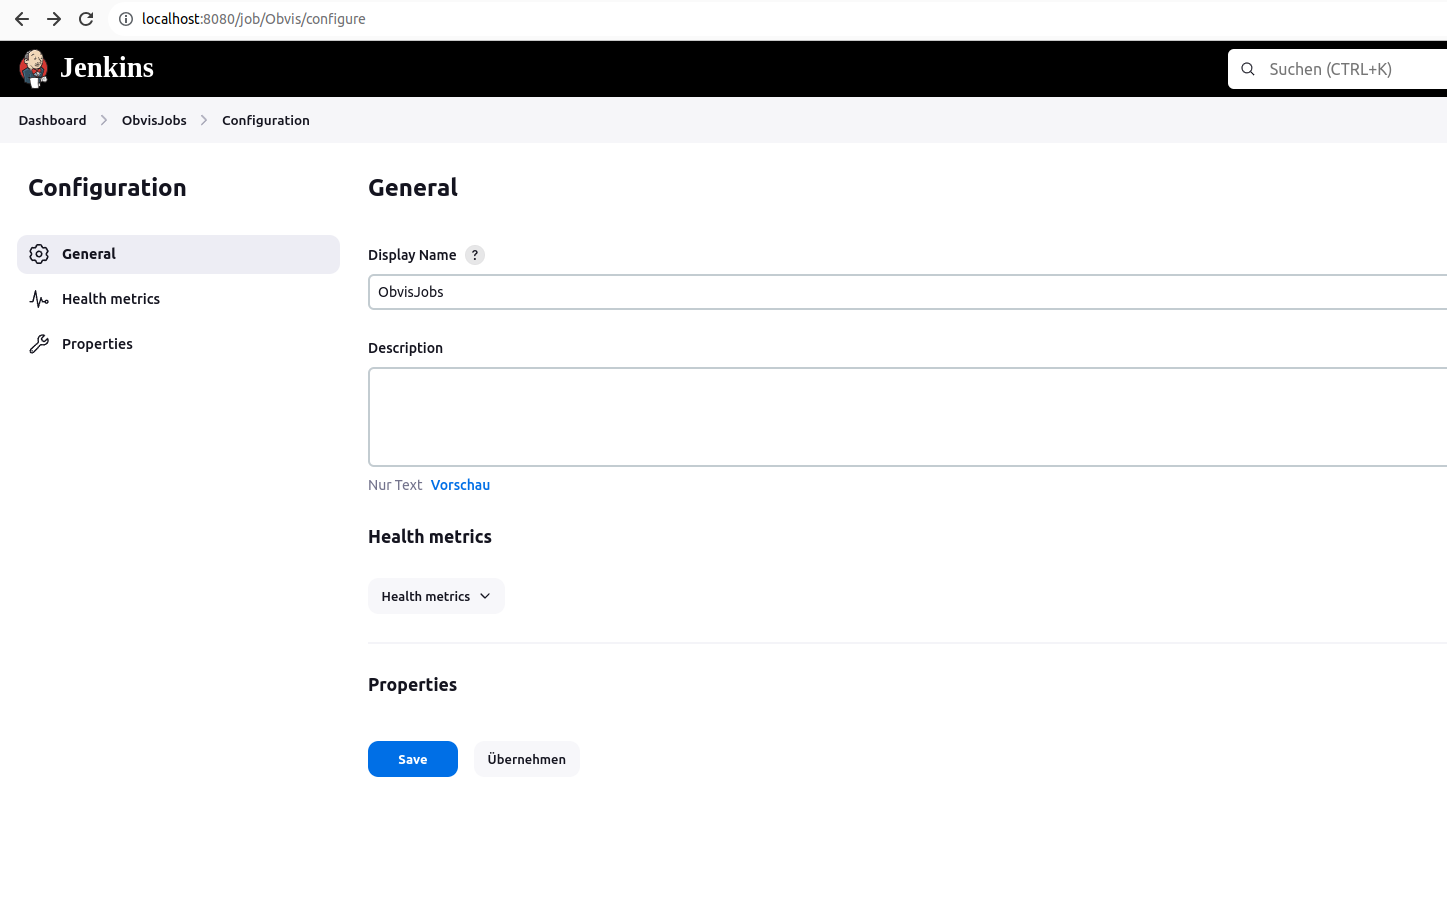 localhost:8080/job/Obvis/configure
Jenkins
Suchen (CTRL+K)
Dashboard ObvisJobs Configuration
Configuration
General
Health metrics
Properties
General
Display Name ?
ObvisJobs
Description
Nur Text Vorschau
Health metrics
Health metrics
Properties
Save Übernehmen